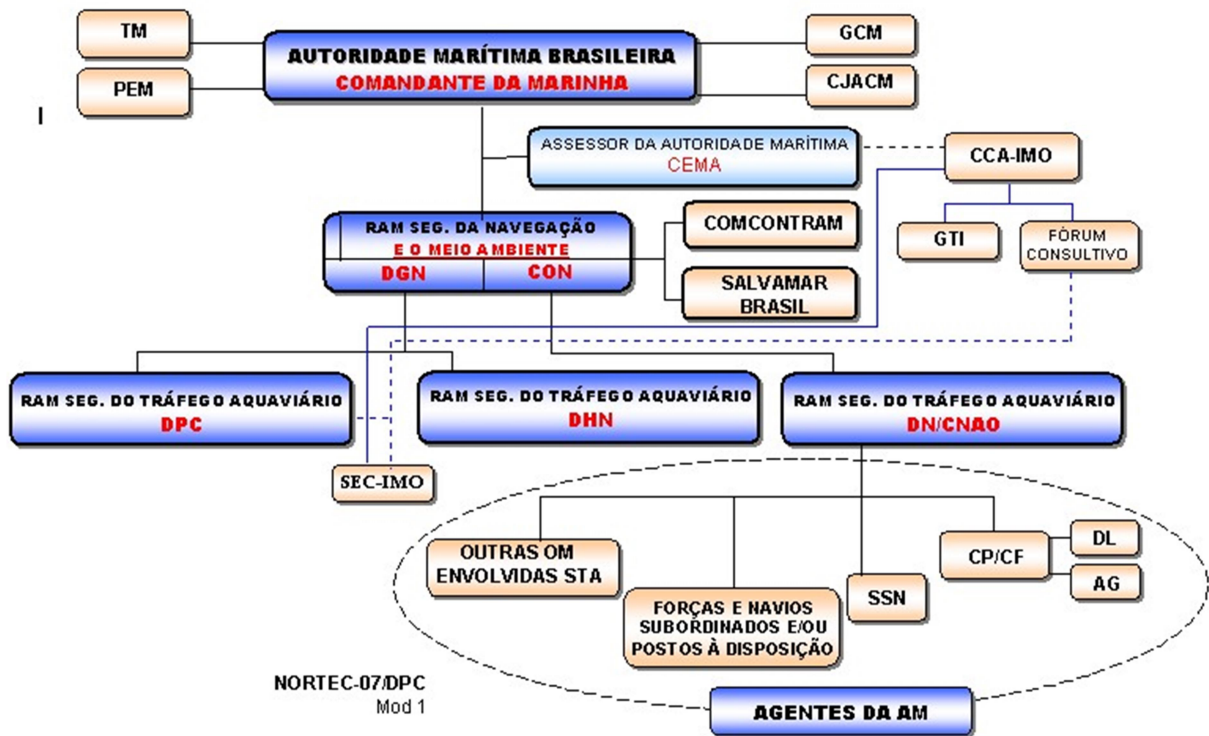 TM
PEM
AUTORIDADE MARÍTIMA BRASILEIRA
COMANDANTE DA MARINHA
GCM
CJACM
I
ASSESSOR DA AUTORIDADE MARÍTIMA
CEMA
CCA-IMO
RAM SEG. DA NAVEGAÇÃO
E O MEIO AMBIENTE
DGN
CON
COMCONTRAM
SALVAMAR
BRASIL
GTI
FÓRUM
CONSULTIVO
RAM SEG. DO TRÁFEGO AQUAVIÁRIO
DPC
RAM SEG. DO TRÁFEGO AQUAVIÁRIO
DHN
RAM SEG. DO TRÁFEGO AQUAVIÁRIO
DN/CNAO
SEC-IMO
OUTRAS OM
ENVOLVIDAS STA
FORÇAS E NAVIOS
SUBORDINADOS E/OU
POSTOS À DISPOSIÇÃO
SSN
CP/CF
DL
AG
NORTEC-07/DPC
Mod 1
AGENTES DA AM